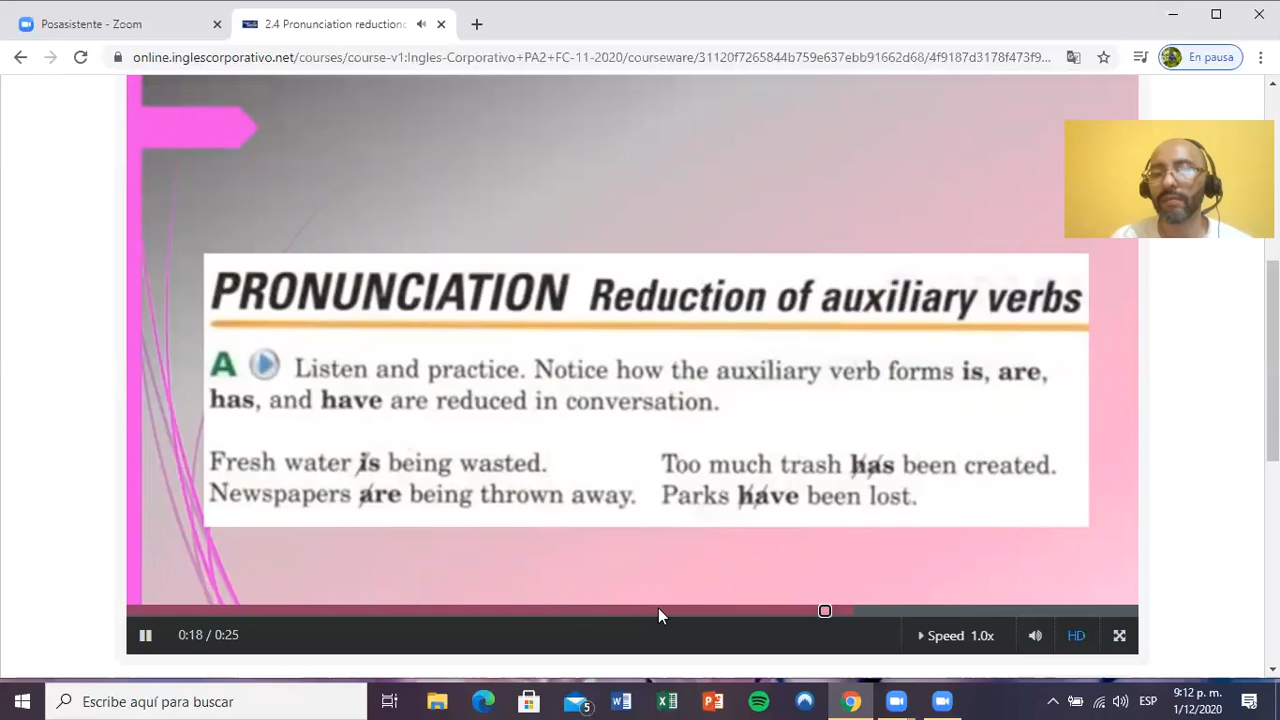 Posasistente - Zoom
2.4 Pronunciation reduction
online.inglescorporativo.net/courses/course-v1:Ingles-Corporativo+PA2+FC-11-2020/courseware/31120f7265844b759e637ebb91662d68/4f9187d3178f473f9...
En pausa
PRONUNCIATION Reduction of auxiliary verbs
A Listen and practice. Notice how the auxiliary verb forms is, are,
has, and have are reduced in conversation.
Fresh water is being wasted.
Newspapers are being thrown away.
Too much trash has been created.
Parks have been lost.
0:18 / 0:25
Speed 1.0x
HD
Escribe aquí para buscar
5
ESP
9:12 p. m.
1/12/2020